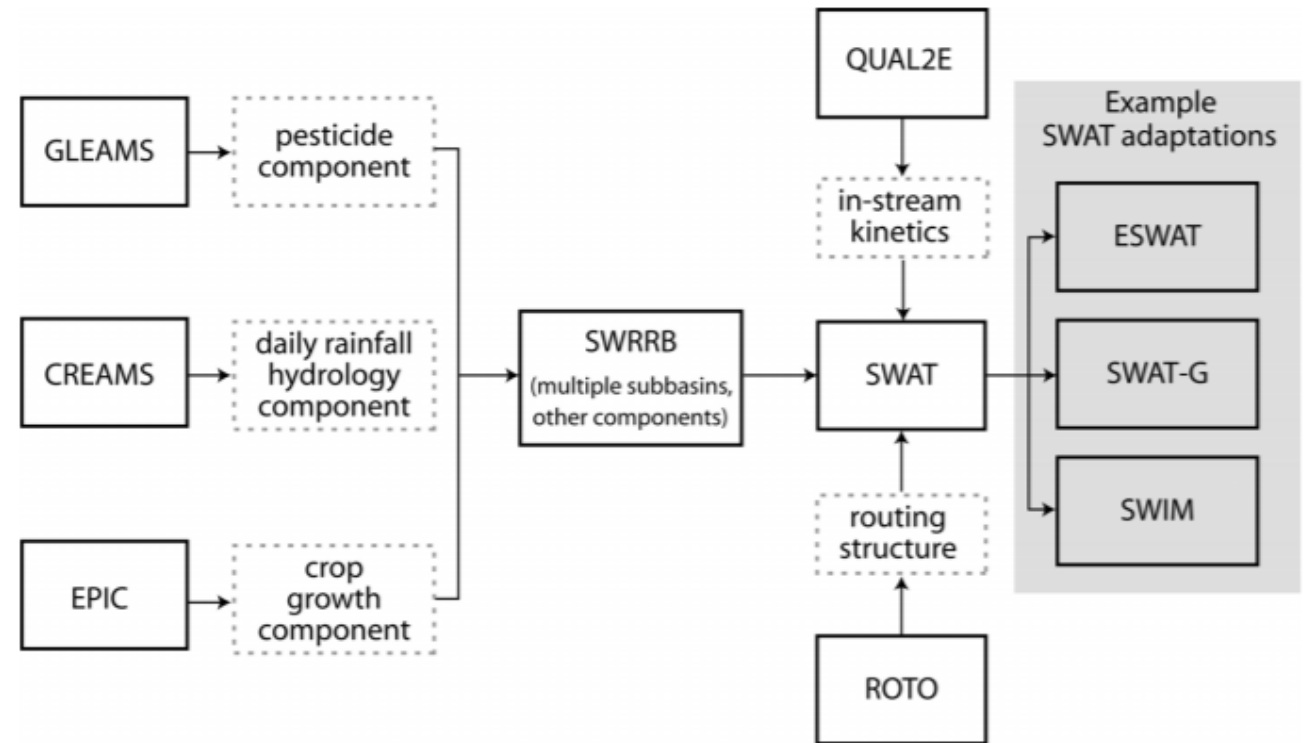 QUAL2E
Example
SWAT adaptations
GLEAMS
pesticide
component
in-stream
kinetics
ESWAT
CREAMS
daily rainfall
hydrology
component
SWRRB
(multiple subbasins,
other components)
SWAT
SWAT-G
routing
structure
SWIM
EPIC
crop
growth
component
ROTO